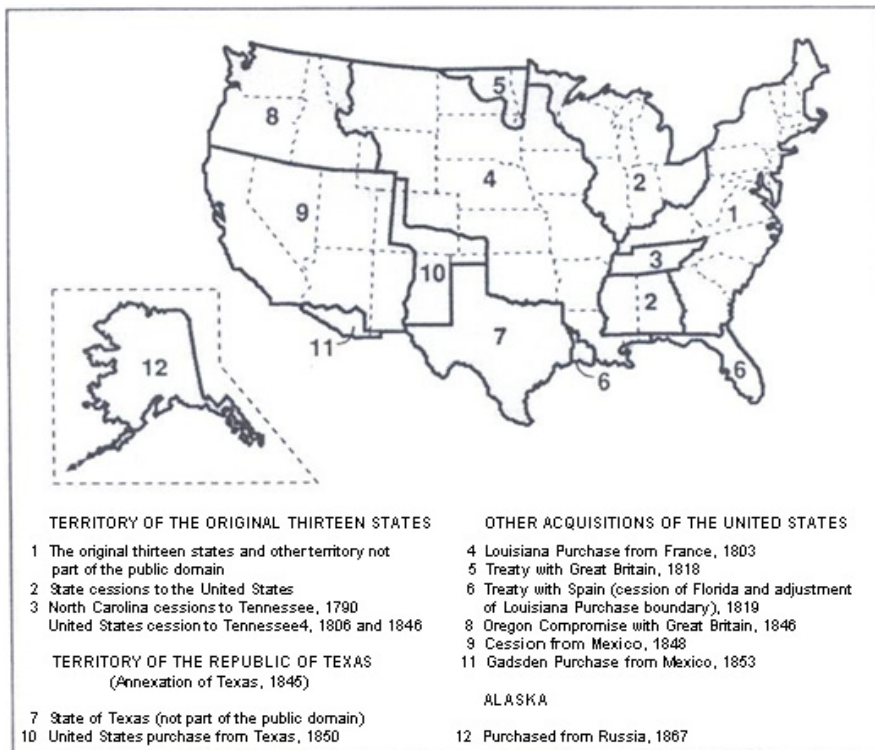 5
8
4
2
9
1
10
3
2
7
11
6
6
12
TERRITORY OF THE ORIGINAL THIRTEEN STATES
1 The original thirteen states and other territory not
part of the public domain
2 State cessions to the United States
3 North Carolina cessions to Tennessee, 1790
United States cession to Tennessee4, 1806 and 1846
TERRITORY OF THE REPUBLIC OF TEXAS
(Annexation of Texas, 1845)
7 State of Texas (not part of the public domain)
10 United States purchase from Texas, 1850
OTHER ACQUISITIONS OF THE UNITED STATES
4 Louisiana Purchase from France, 1803
5 Treaty with Great Britain, 1818
6 Treaty with Spain (cession of Florida and adjustment
of Louisiana Purchase boundary), 1819
8 Oregon Compromise with Great Britain, 1846
9 Cession from Mexico, 1848
11 Gadsden Purchase from Mexico, 1853
ALASKA
12 Purchased from Russia, 1867